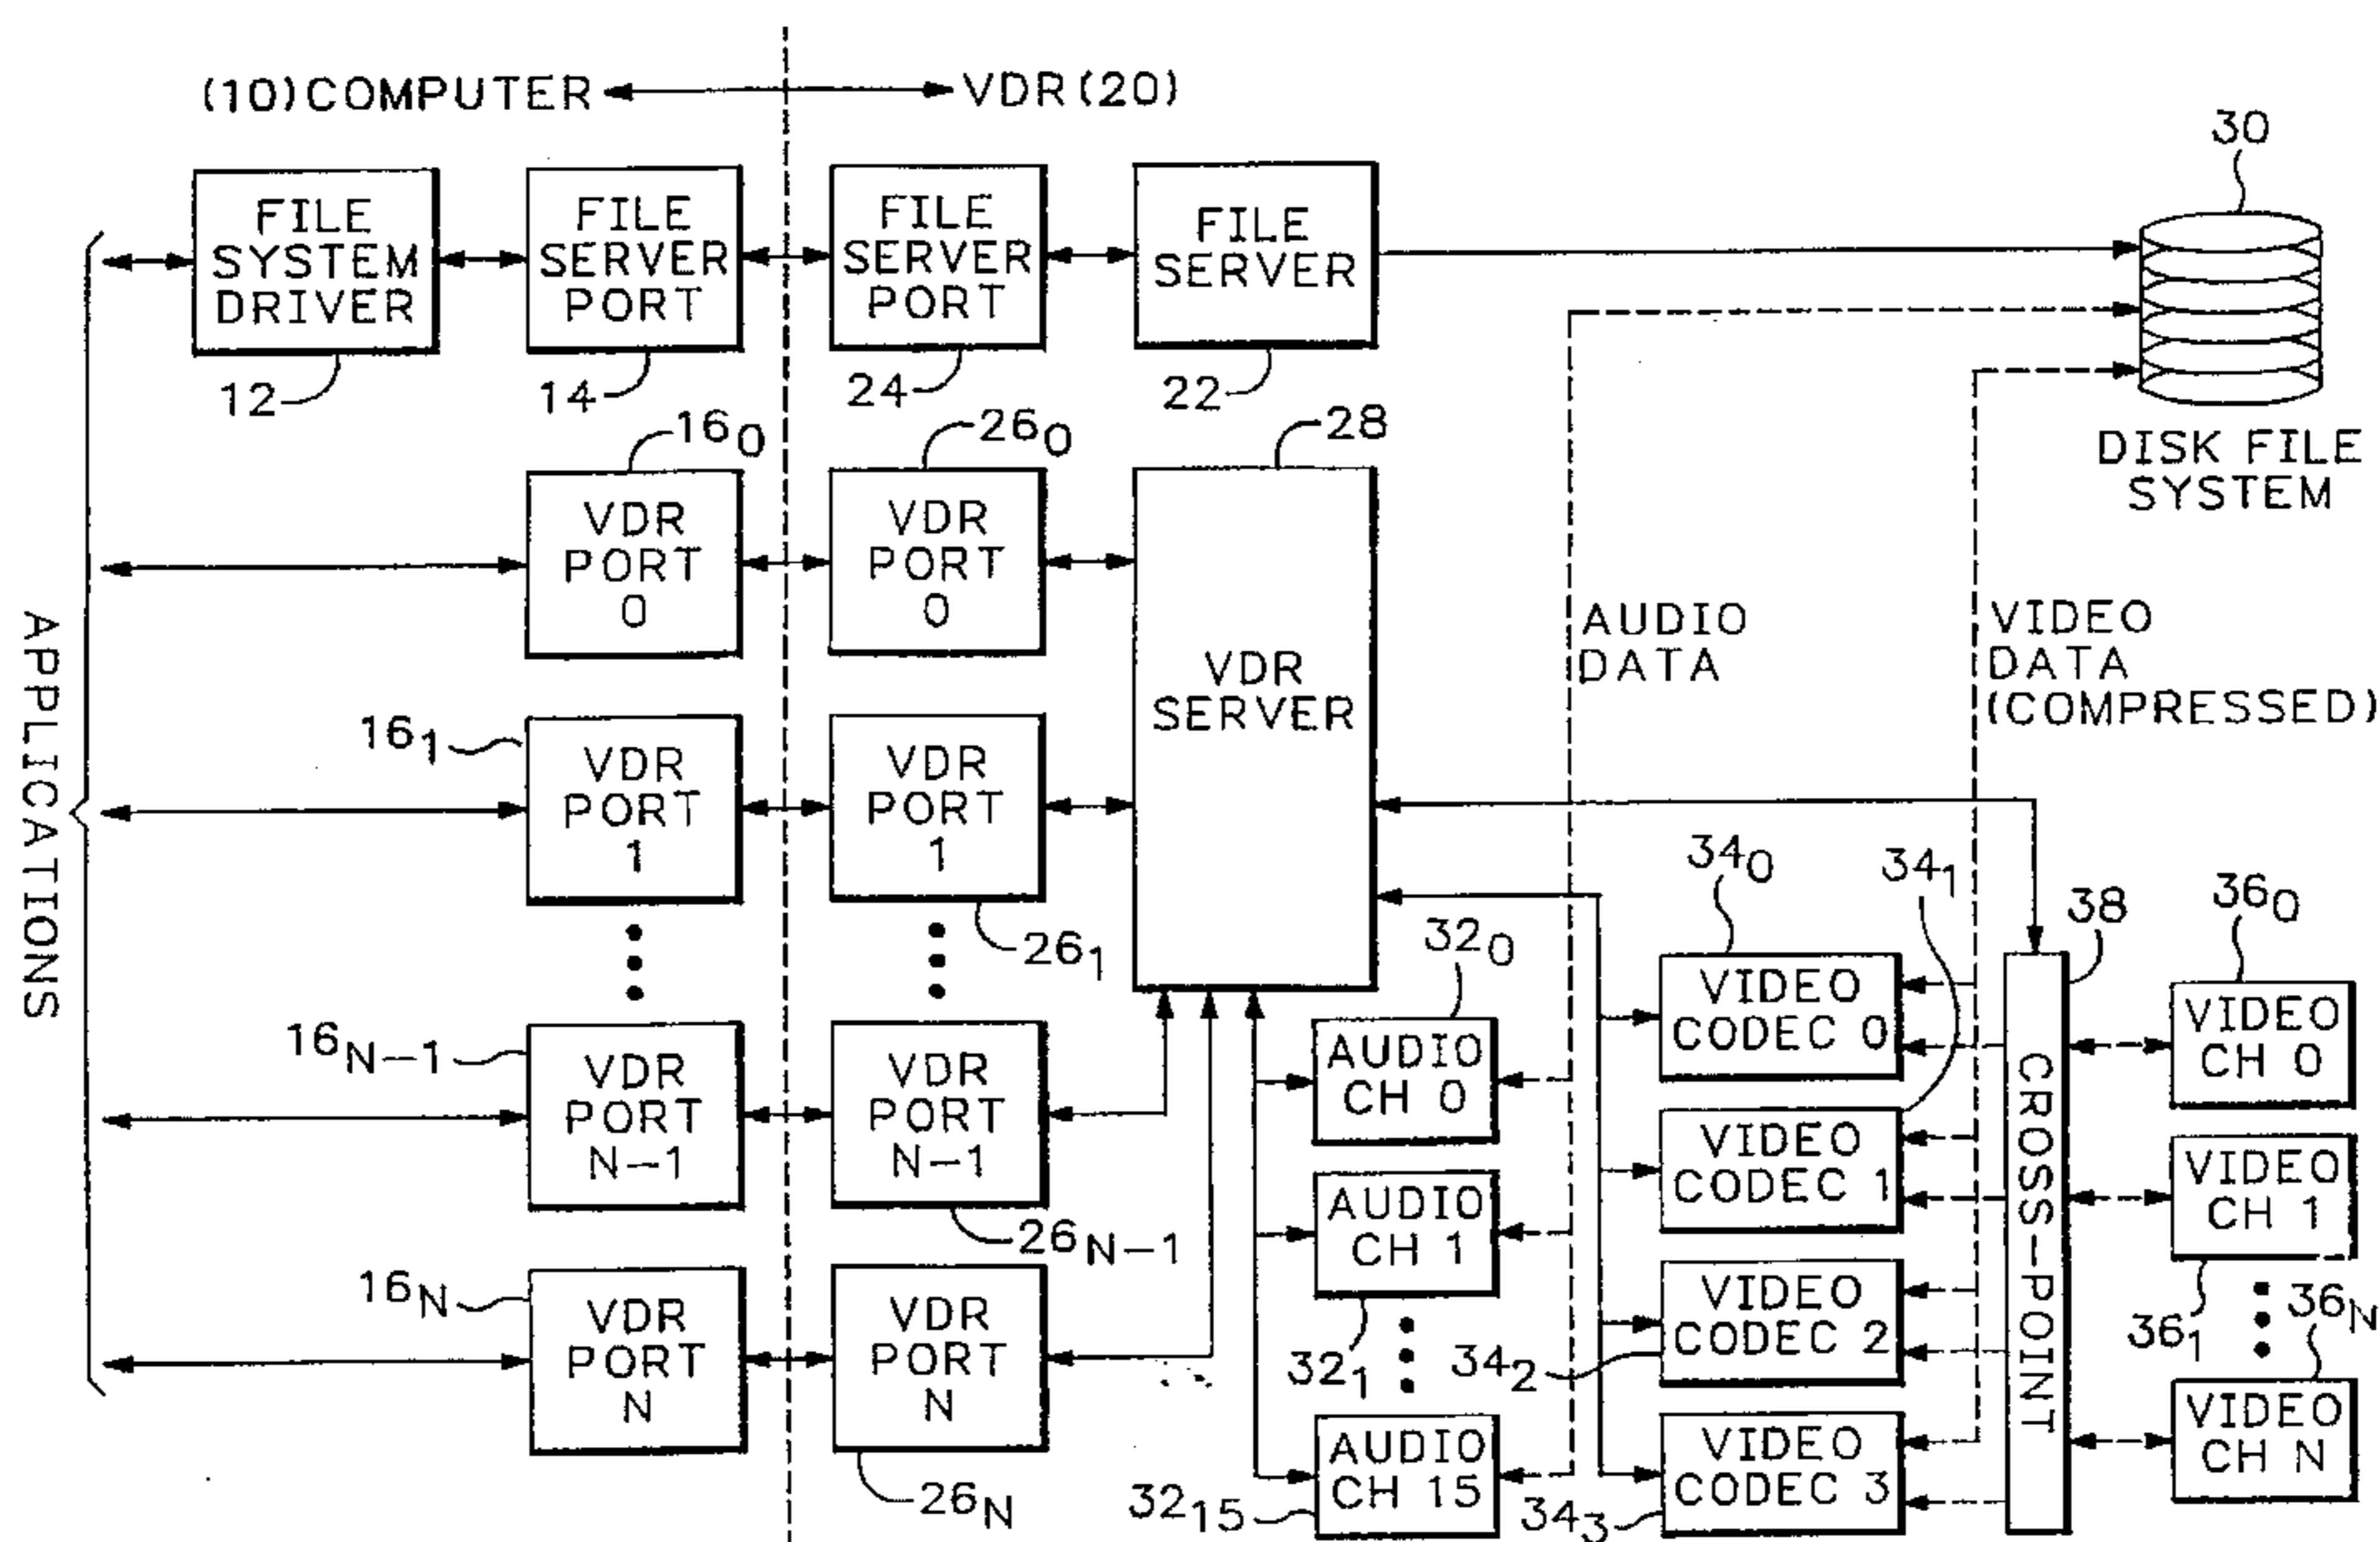 (10)COMPUTER
VDR(20)
30
FILE
SYSTEM
DRIVER
FILE
SERVER
PORT
FILE
SERVER
PORT
FILE
SERVER
12
14
24
22
DISK FILE
SYSTEM
16₀
26₀
28
VDR
PORT
0
VDR
PORT
0
VDR
SERVER
AUDIO
DATA
VIDEO
DATA
(COMPRESSED)
APPLICATIONS
16₁
VDR
PORT
1
VDR
PORT
1
26₁
32₀
34₀
34₁
38
36₀
16N-1
VDR
PORT
N-1
VDR
PORT
N-1
26N-1
AUDIO
CH 0
VIDEO
CODEC 0
CROSS-POINT
VIDEO
CH 0
AUDIO
CH 1
VIDEO
CODEC 1
VIDEO
CH 1
32₁
34₂
VIDEO
CODEC 2
36₁
36N
16N
VDR
PORT
N
VDR
PORT
N
26N
AUDIO
CH 15
32₁₅
VIDEO
CODEC 3
34₃
VIDEO
CH N